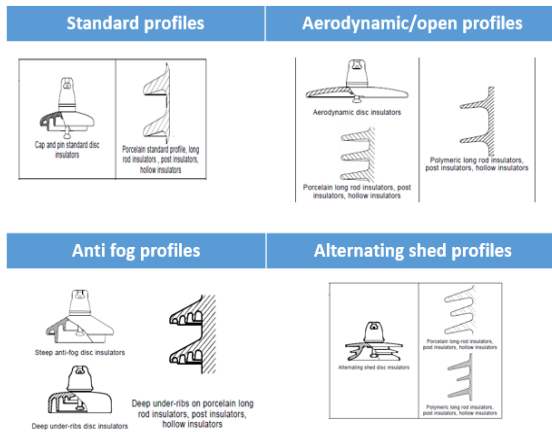 Standard profiles
Aerodynamic/open profiles
Cap and pin standard disc
insulators
Porcelain standard profile, long
rod insulators , post insulators,
hollow insulators
Aerodynamic disc insulators
Porcelain long rod insulators, post
insulators, hollow insulators
Polymeric long rod insulators,
post insulators, hollow insulators
Anti fog profiles
Alternating shed profiles
Steep anti-fog disc insulators
Deep under-ribs disc insulators
Deep under-ribs on porcelain long
rod insulators, post insulators,
hollow insulators
Alternating shed disc insulators
Porcelain long rod insulators,
post insulators, hollow insulators
Polymeric long rod insulators,
post insulators, hollow insulators